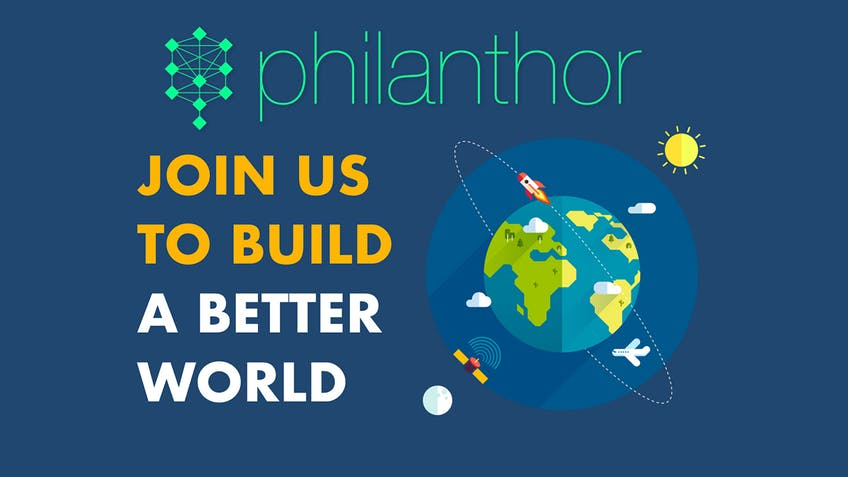 philanthor
JOIN US
TO BUILD
A BETTER
WORLD